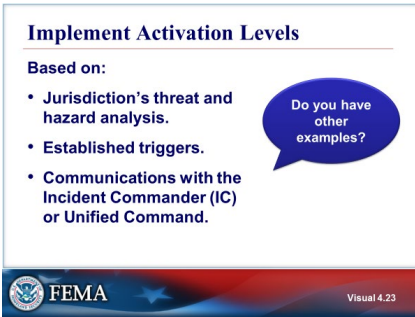 Implement Activation Levels
Based on:
• Jurisdiction's threat and
hazard analysis.
• Established triggers.
• Communications with the
Incident Commander (IC)
or Unified Command.
Do you have
other
examples?
FEMA
Visual 4.23